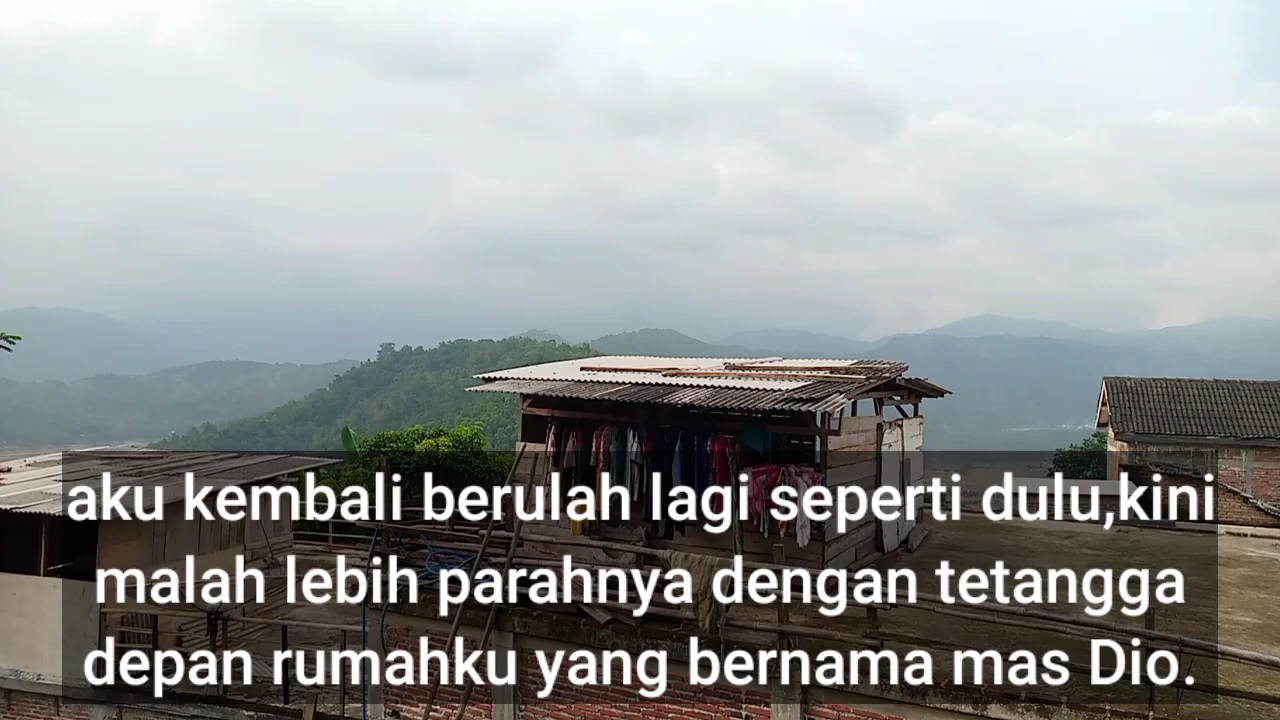 aku kembali berulah lagi seperti dulu,kini
malah lebih parahnya dengan tetangga
depan rumahku yang bernama mas Dio.